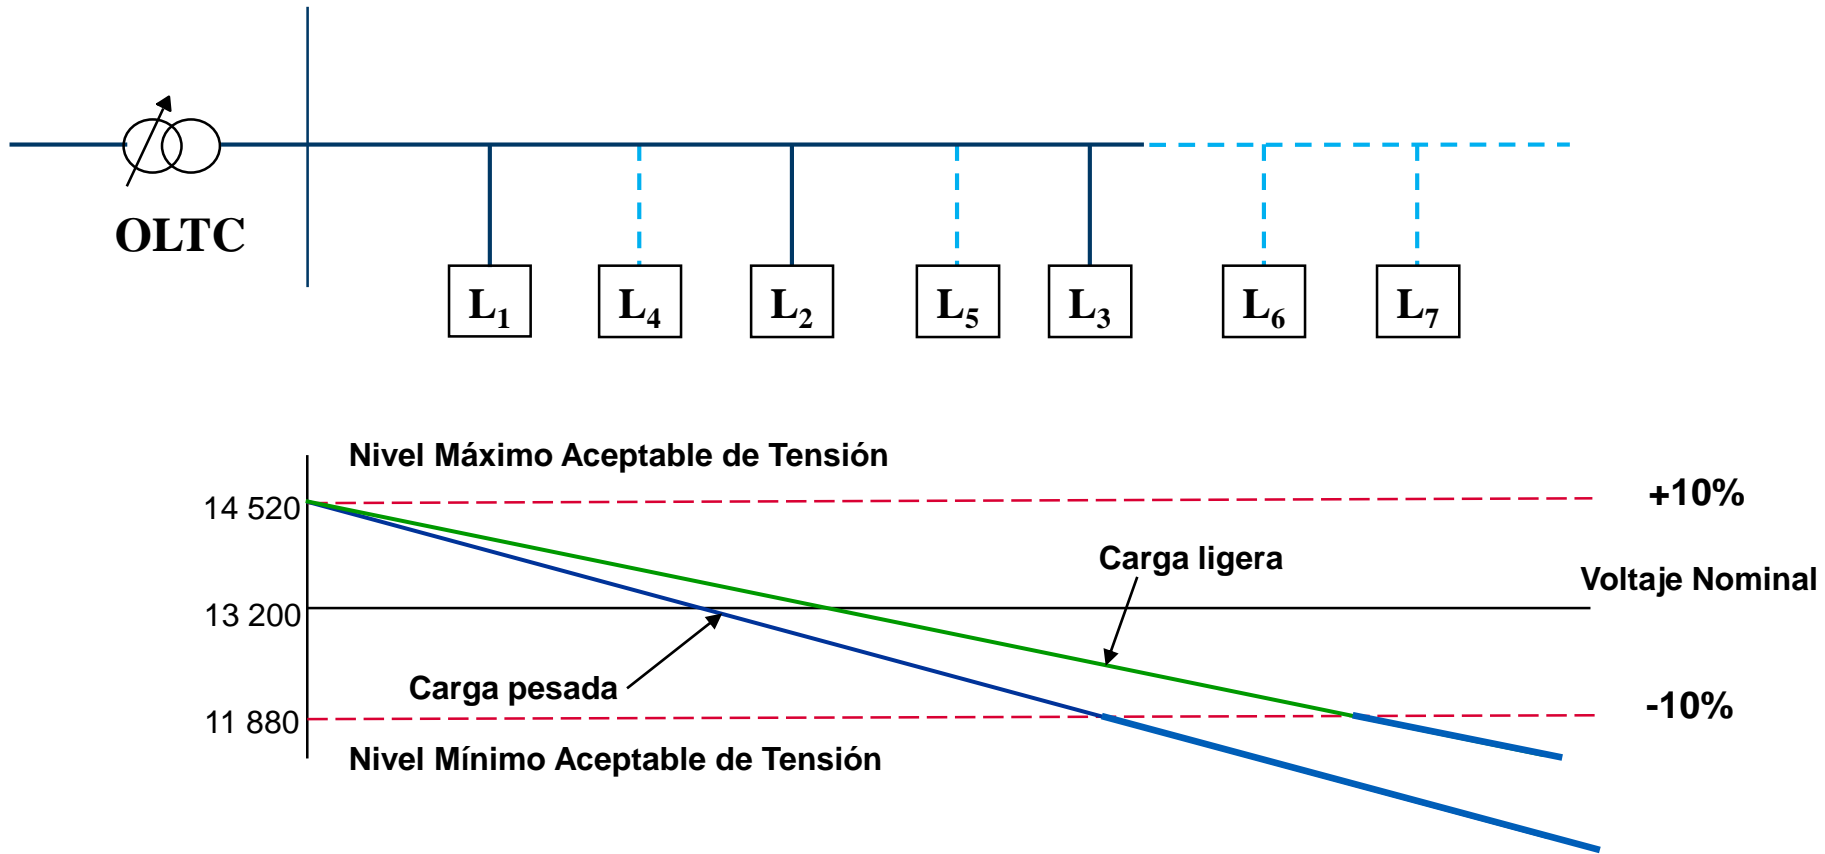 OLTC
L1
L4
L2
L5
L3
L6
L7
Nivel Máximo Aceptable de Tensión
14 520
+10%
Carga ligera
Voltaje Nominal
13 200
Carga pesada
11 880
-10%
Nivel Mínimo Aceptable de Tensión